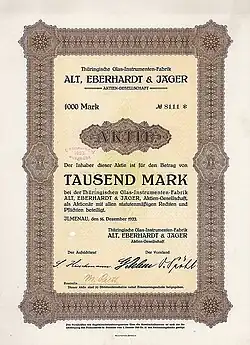 Thüringische Glas-Instrumenten-Fabrik
ALT, EBERHARDT & JÄGER
AKTIEN-GESELLSCHAFT
1000 Mark
№ 8111 *
AKTIE
Der Inhaber dieser Aktie ist für den Betrag von
TAUSEND MARK
bei der Thüringischen Glas-Instrumenten-Fabrik
ALT, EBERHARDT & JÄGER, Aktien-Gesellschaft,
als Aktionär mit allen statutenmäßigen Rechten und
Pflichten beteiligt.
ILMENAU, den 16. Dezember 1922.
Thüringische Glas-Instrumenten-Fabrik
ALT, EBERHARDT & JÄGER
Aktien-Gesellschaft
Der Aufsichtsrat
Der Vorstand